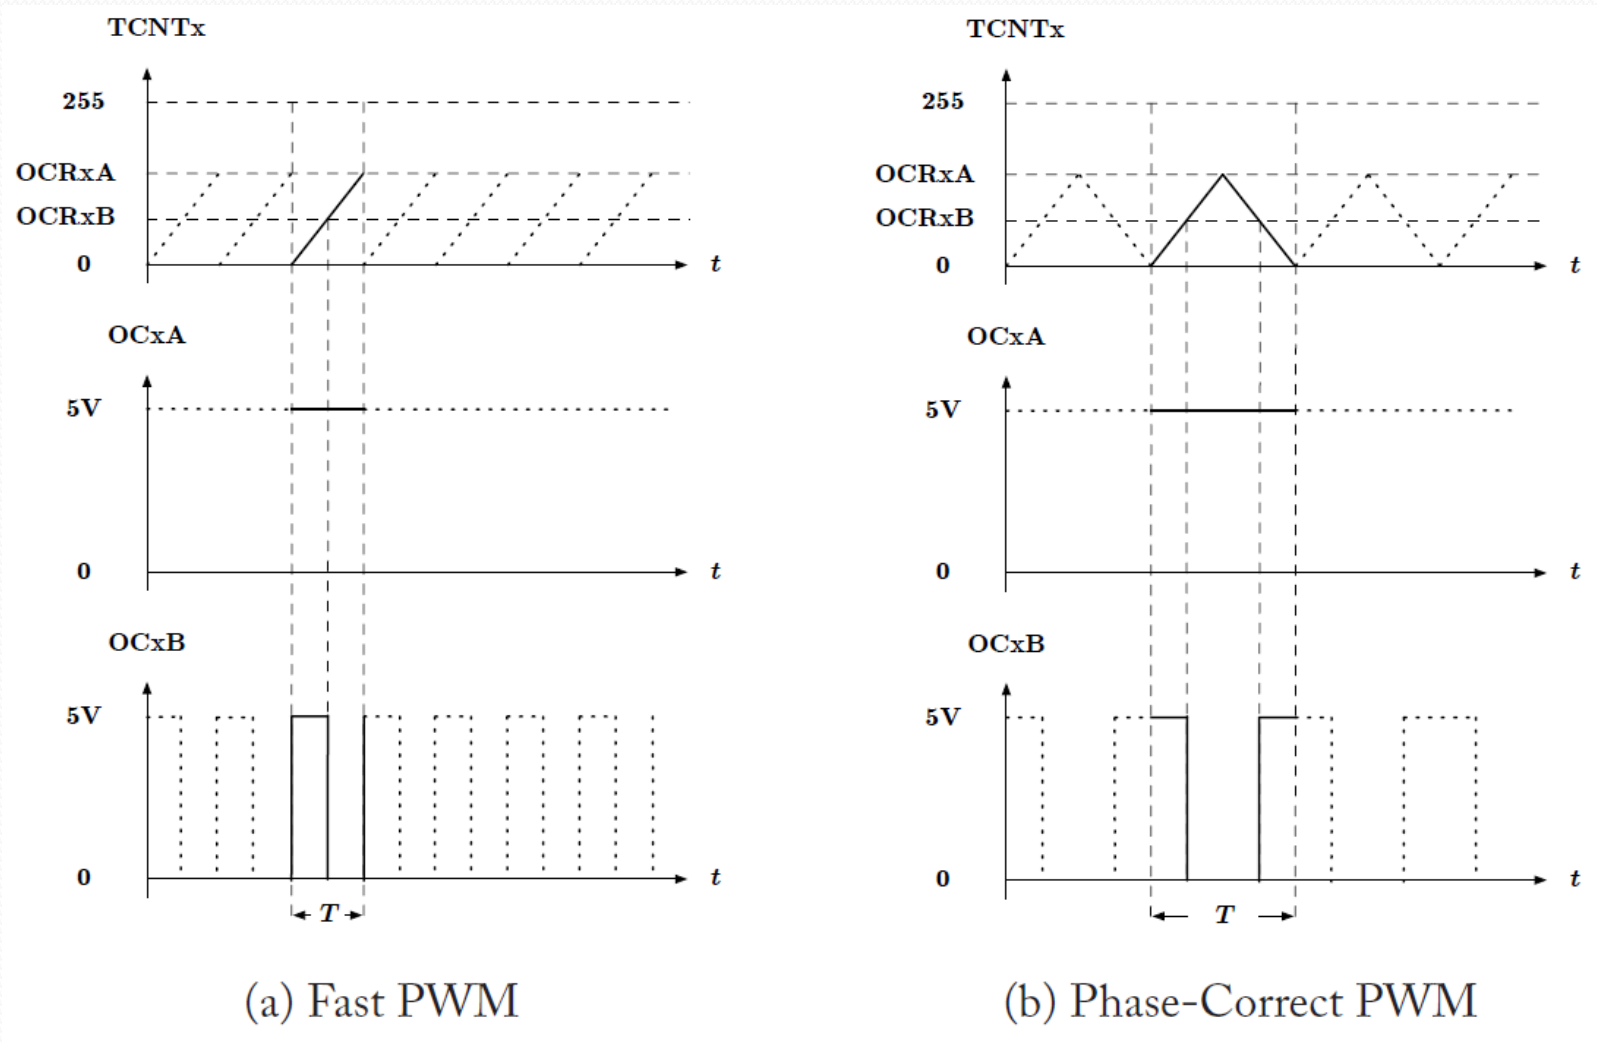 TCNTx
255
OCRxA
OCRxB
0
t
OCxA
5V
0
t
OCxB
5V
0
t
T
(a) Fast PWM
TCNTx
255
OCRxA
OCRxB
0
t
OCxA
5V
0
t
OCxB
5V
0
t
T
(b) Phase-Correct PWM